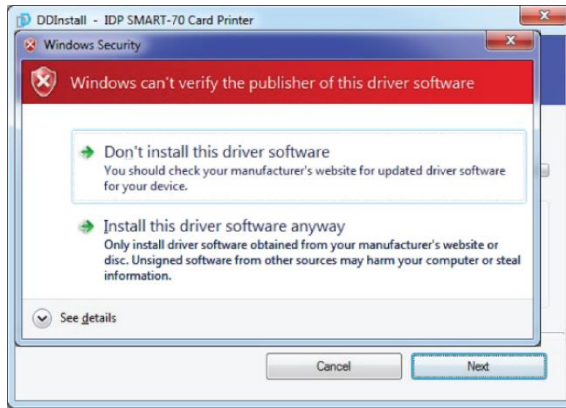 DDInstall - IDP SMART-70 Card Printer
Windows Security
Windows can't verify the publisher of this driver software
Don't install this driver software
You should check your manufacturer's website for updated driver software
for your device.
Install this driver software anyway
Only install driver software obtained from your manufacturer's website or
disc. Unsigned software from other sources may harm your computer or steal
information.
See details
Cancel
Next